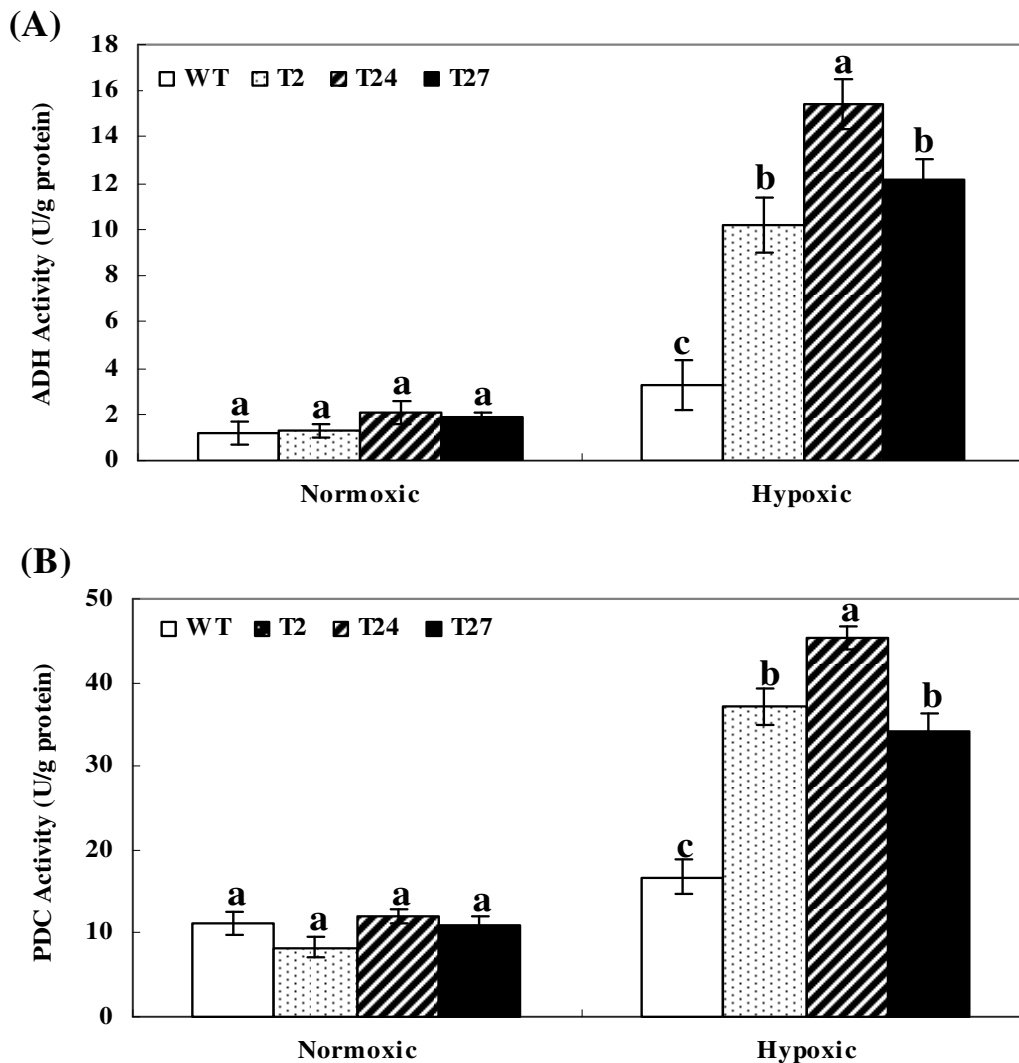 (A)
18
16
14
12
10
8
6
4
2
0
ADH Activity (U/g protein)
WT T2 T24 T27
a a a a
c b a b
Normoxic Hypoxic
(B)
50
40
30
20
10
0
PDC Activity (U/g protein)
WT T2 T24 T27
a a a a
c b a b
Normoxic Hypoxic